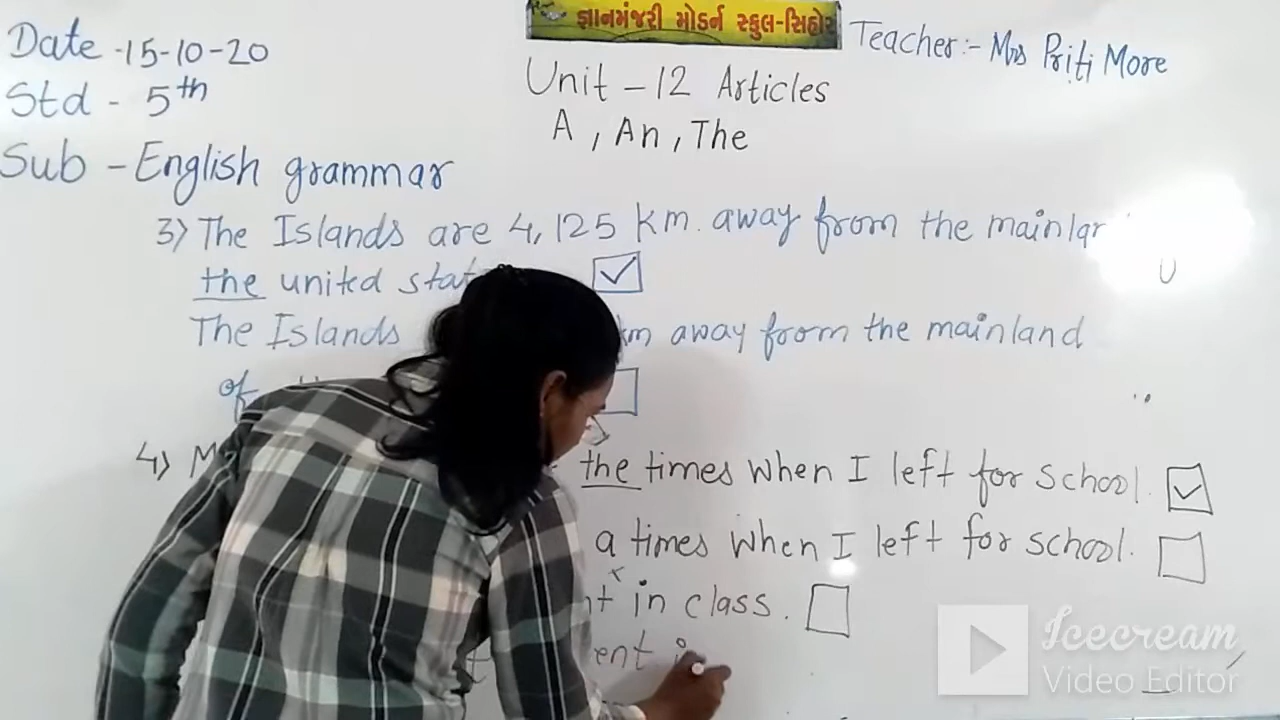 જ્ઞાનમંજરી મોડર્ન સ્કુલ-સિહોર
Date -15-10-20
Teacher:- Mrs Priti More
Std - 5th
Unit - 12 Articles
A , An , The
Sub - English grammar
3) The Islands are 4,125 km. away from the
the united
The Islands km away from the mainland
of
4) the times when I left for school.
a times when I left for school.
in class.
Icecream
Video Editor